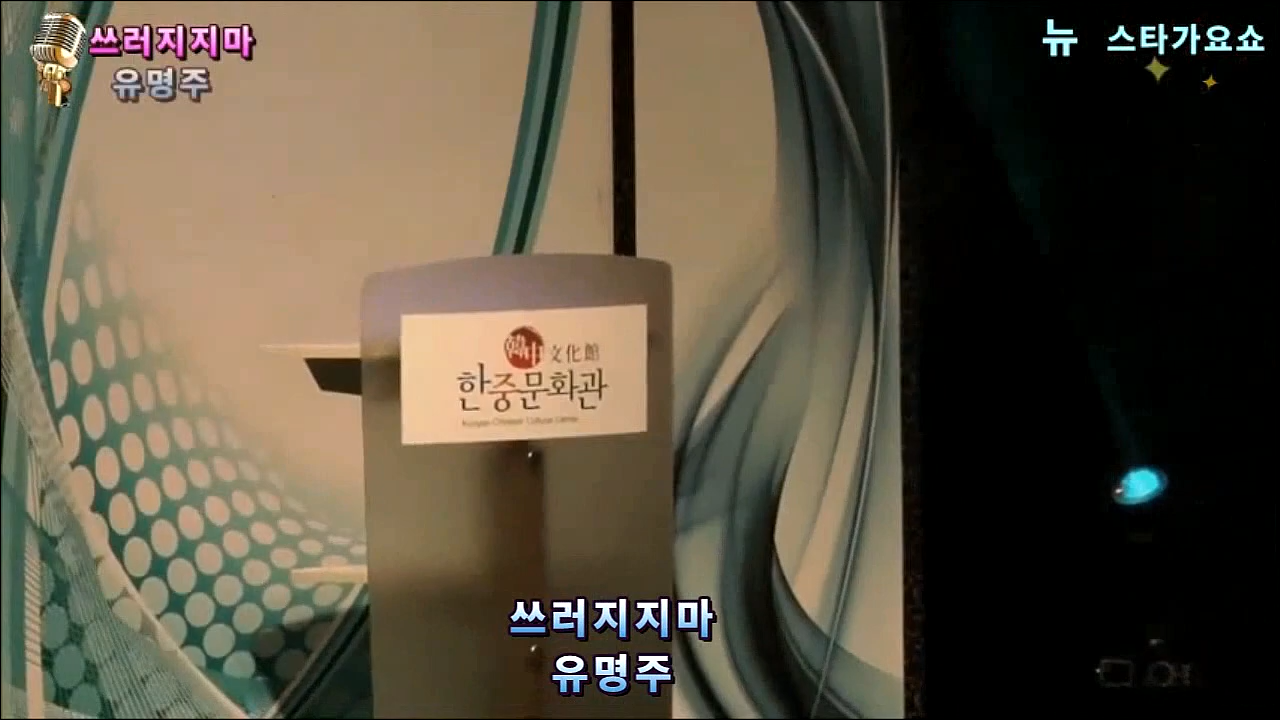 쓰러지지마
유명주
뉴 스타가요쇼
韓中文化館
한중문화관
쓰러지지마
유명주